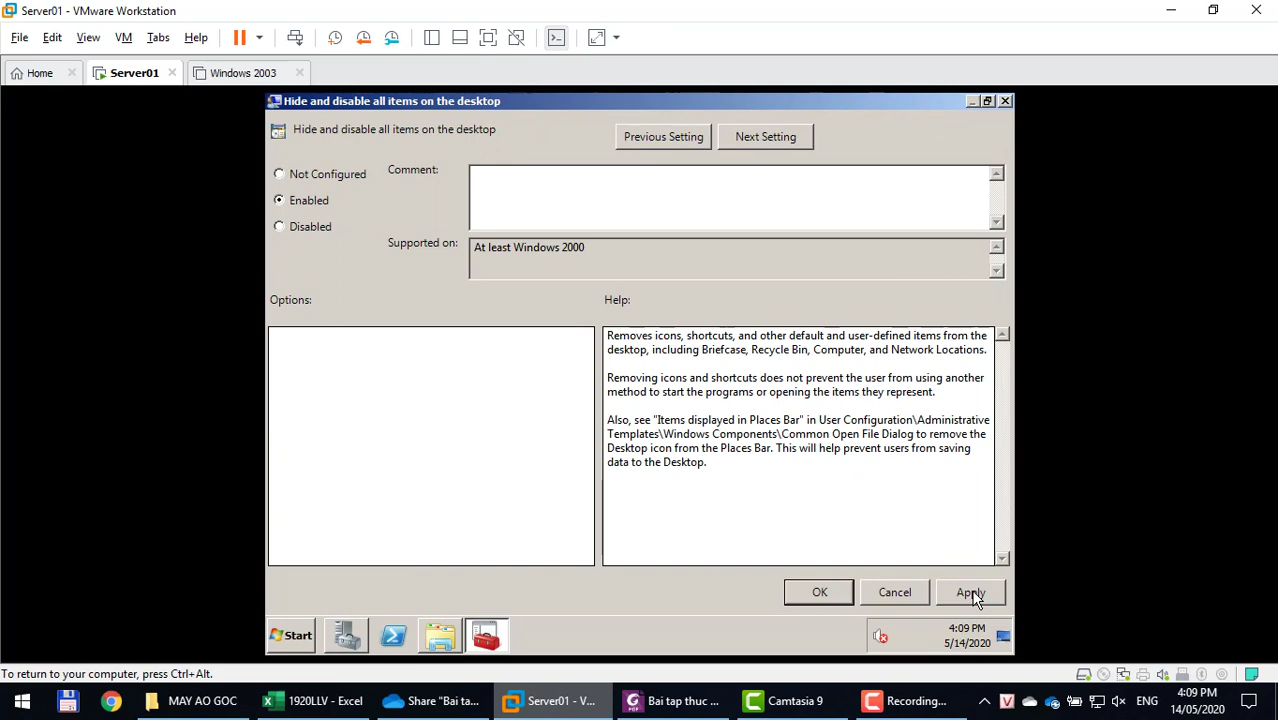 Server01 - VMware Workstation
File Edit View VM Tabs Help
Home Server01 Windows 2003
Hide and disable all items on the desktop
Hide and disable all items on the desktop
Previous Setting Next Setting
Not Configured
Enabled
Disabled
Comment:
Supported on:
At least Windows 2000
Options:
Help:
Removes icons, shortcuts, and other default and user-defined items from the
desktop, including Briefcase, Recycle Bin, Computer, and Network Locations.
Removing icons and shortcuts does not prevent the user from using another
method to start the programs or opening the items they represent.
Also, see "Items displayed in Places Bar" in User Configuration\Administrative
Templates\Windows Components\Common Open File Dialog to remove the
Desktop icon from the Places Bar. This will help prevent users from saving
data to the Desktop.
OK Cancel Apply
Start
4:09 PM
5/14/2020
To return to your computer, press Ctrl+Alt.
MAY AO GOC
1920LLV - Excel
Share "Bai ta...
Server01 - V...
Bai tap thuc ...
Camtasia 9
Recording...
ENG
4:09 PM
14/05/2020